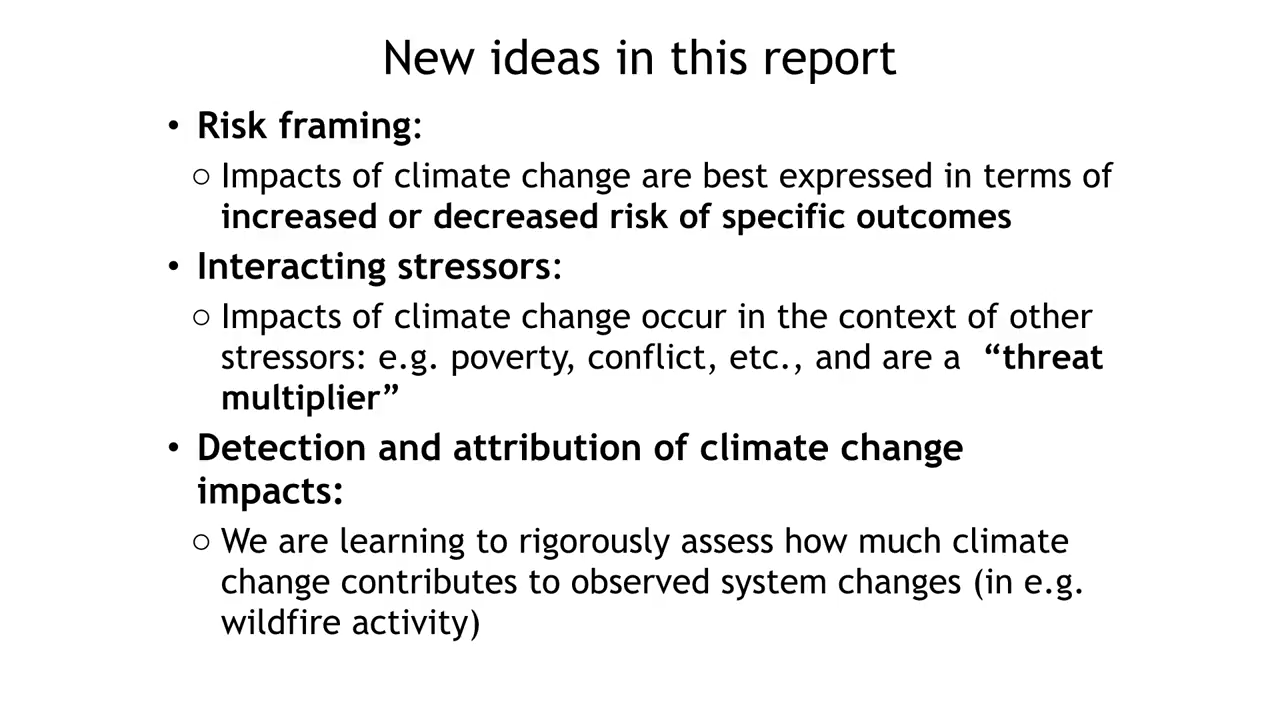 New ideas in this report
• Risk framing:
○ Impacts of climate change are best expressed in terms of
increased or decreased risk of specific outcomes
• Interacting stressors:
○ Impacts of climate change occur in the context of other
stressors: e.g. poverty, conflict, etc., and are a “threat
multiplier”
• Detection and attribution of climate change
impacts:
○ We are learning to rigorously assess how much climate
change contributes to observed system changes (in e.g.
wildfire activity)